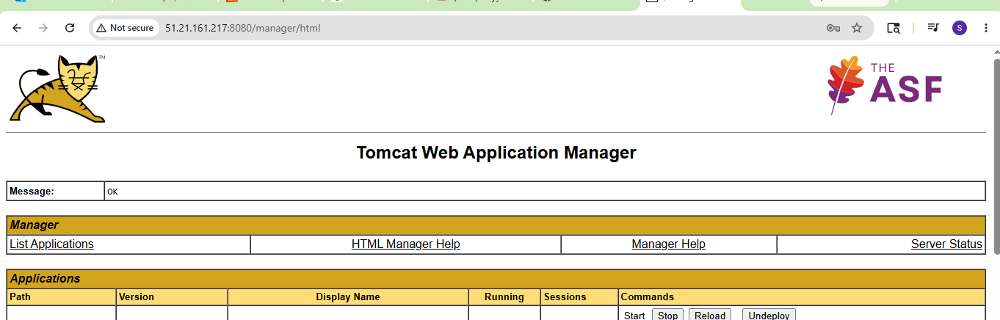 Not secure 51.21.161.217:8080/manager/html
S
TM
THE
ASF
Tomcat Web Application Manager
Message: OK
Manager
List Applications HTML Manager Help Manager Help Server Status
Applications
Path Version Display Name Running Sessions Commands
Start Stop Reload Undeploy